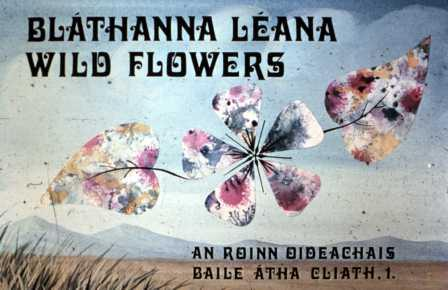 BLÁTHANNA LÉANA
WILD FLOWERS
AN ROINN OIDEACHAIS
BAILE ÁTHA CLIATH.1.